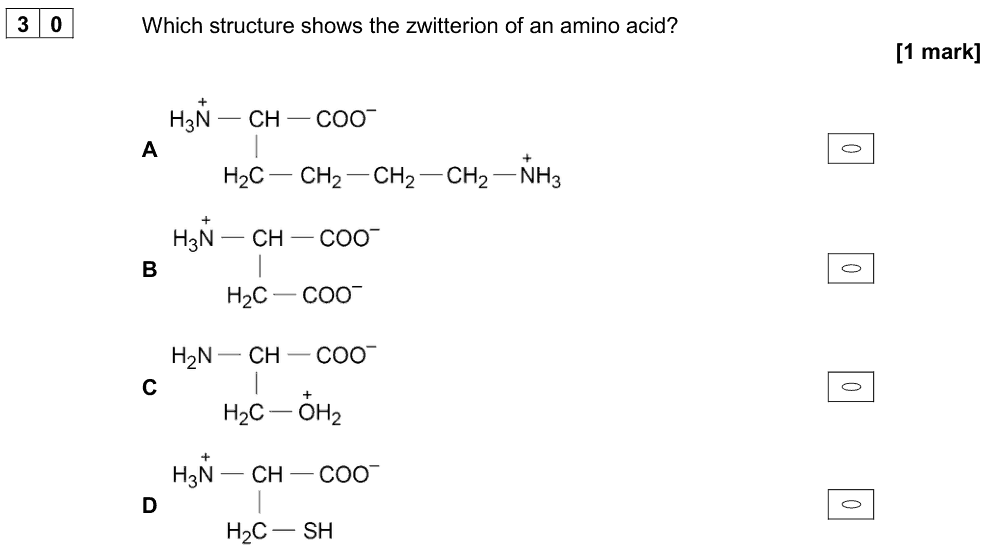 3 0 Which structure shows the zwitterion of an amino acid?
[1 mark]
H₃N⁺ — CH — COO⁻
A
H₂C — CH₂ — CH₂ — CH₂ — N⁺H₃
H₃N⁺ — CH — COO⁻
B
H₂C — COO⁻
H₂N — CH — COO⁻
C
H₂C — O⁺H₂
H₃N⁺ — CH — COO⁻
D
H₂C — SH